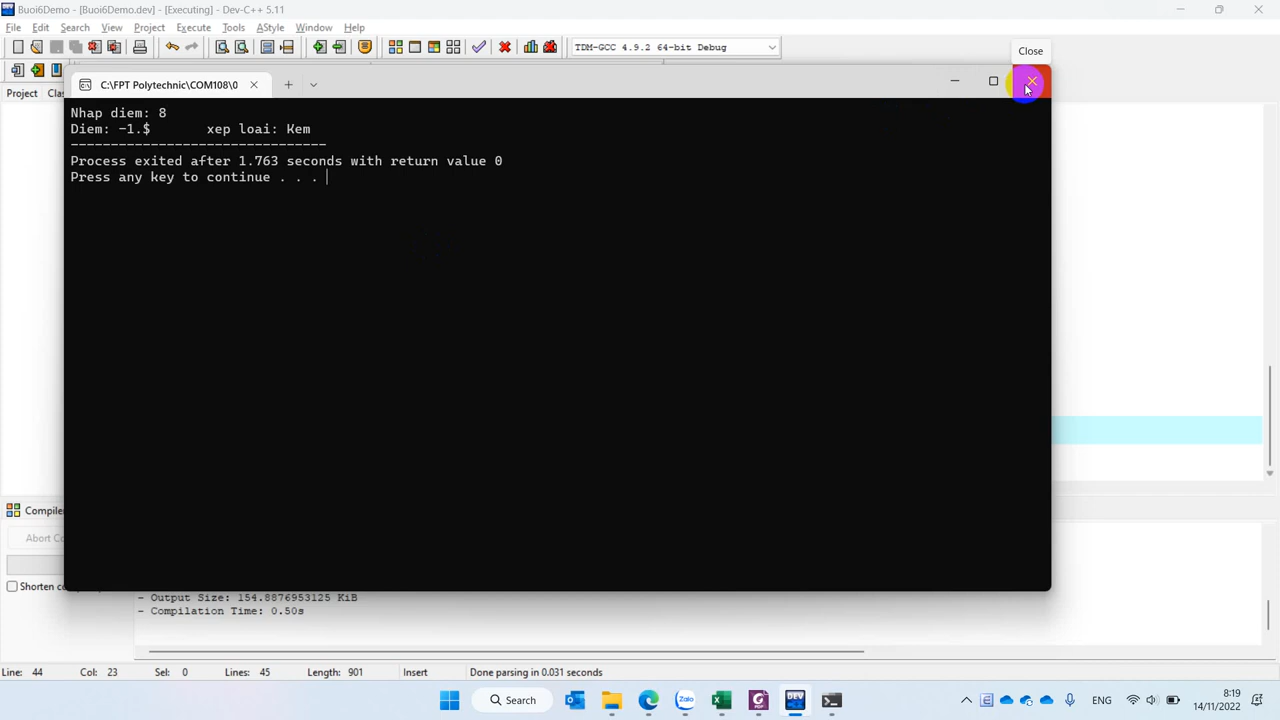 Buoi6Demo - [Buoi6Demo.dev] - [Executing] - Dev-C++ 5.11
File Edit Search View Project Execute Tools AStyle Window Help
TDM-GCC 4.9.2 64-bit Debug
Close
Project
C:\FPT Polytechnic\COM108\0
Nhap diem: 8
Diem: -1.$ xep loai: Kem
--------------------------------
Process exited after 1.763 seconds with return value 0
Press any key to continue . . .
Compiler
- Output Size: 154.8876953125 KiB
- Compilation Time: 0.50s
Line: 44 Col: 23 Sel: 0 Lines: 45 Length: 901 Insert Done parsing in 0.031 seconds
Search
DEV
ENG
8:19
14/11/2022